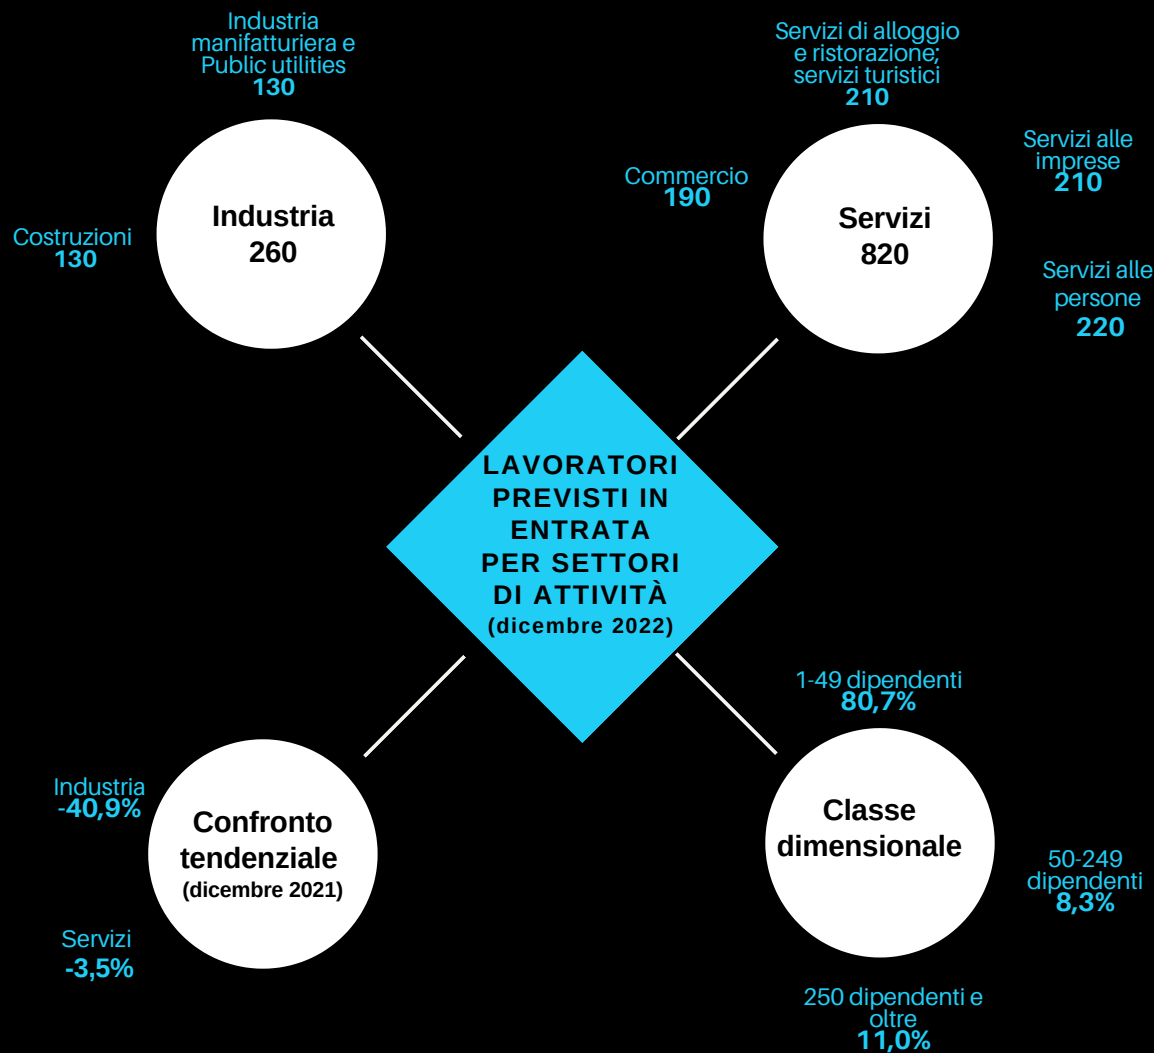 Industria
manifatturiera e
Public utilities
130
Costruzioni
130
Industria
260
Servizi di alloggio
e ristorazione;
servizi turistici
210
Commercio
190
Servizi
820
Servizi alle
imprese
210
Servizi alle
persone
220
LAVORATORI
PREVISTI IN
ENTRATA
PER SETTORI
DI ATTIVITÀ
(dicembre 2022)
Industria
-40,9%
Confronto
tendenziale
(dicembre 2021)
Servizi
-3,5%
1-49 dipendenti
80,7%
Classe
dimensionale
50-249
dipendenti
8,3%
250 dipendenti e
oltre
11,0%